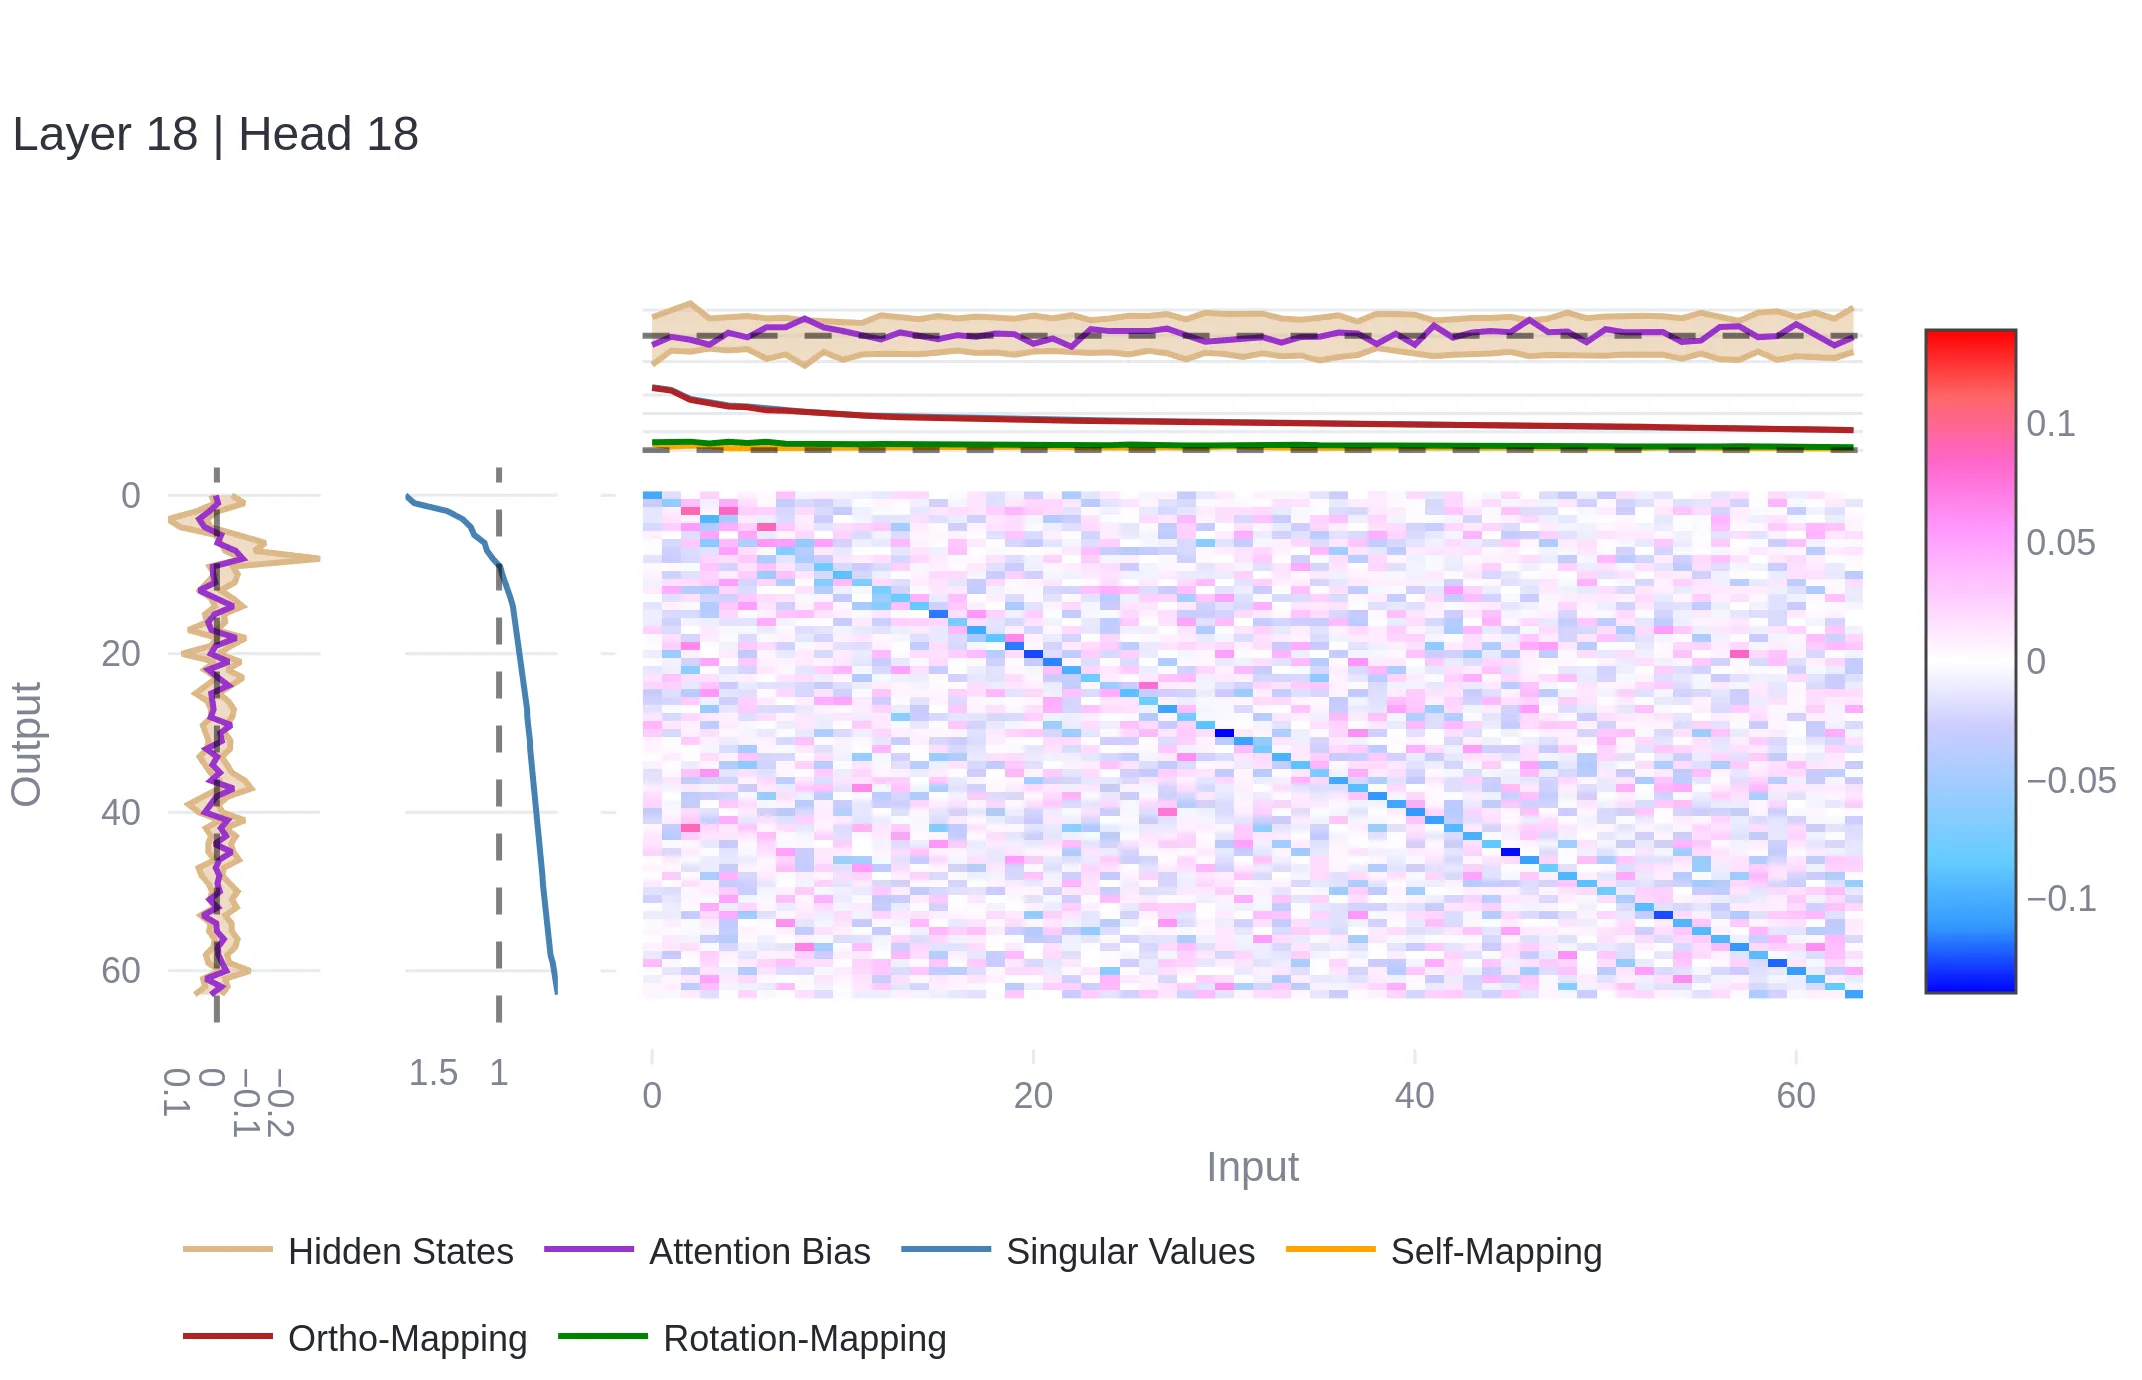 Layer 18 | Head 18
0
20
40
60
Output
0.1
0
−0.1
−0.2
1.5
1
0
20
40
60
Input
0.1
0.05
0
−0.05
−0.1
Hidden States
Attention Bias
Singular Values
Self-Mapping
Ortho-Mapping
Rotation-Mapping